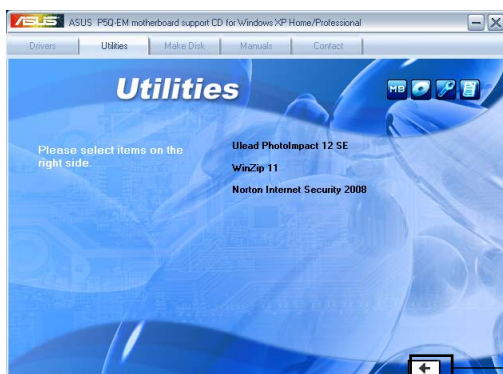 ASUS P5Q-EM motherboard support CD for Windows XP Home/Professional
Drivers Utilities Make Disk Manuals Contact
Utilities
MB
Please select items on the
right side.
Ulead PhotoImpact 12 SE
WinZip 11
Norton Internet Security 2008